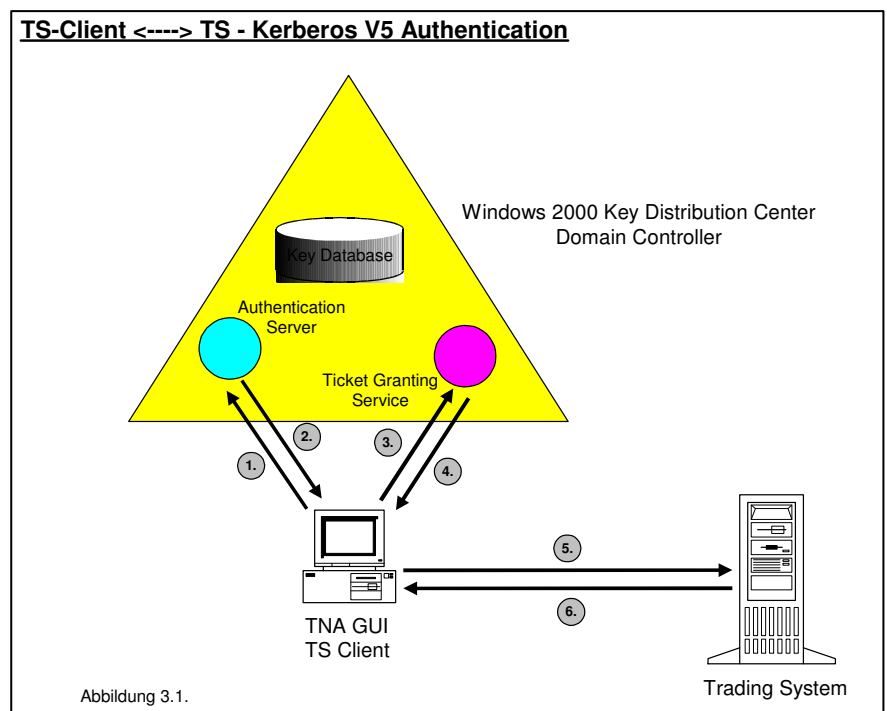 TS-Client <----> TS - Kerberos V5 Authentication
Windows 2000 Key Distribution Center
Domain Controller
Key Database
Authentication
Server
Ticket Granting
Service
1.
2.
3.
4.
5.
6.
TNA GUI
TS Client
Trading System
Abbildung 3.1.